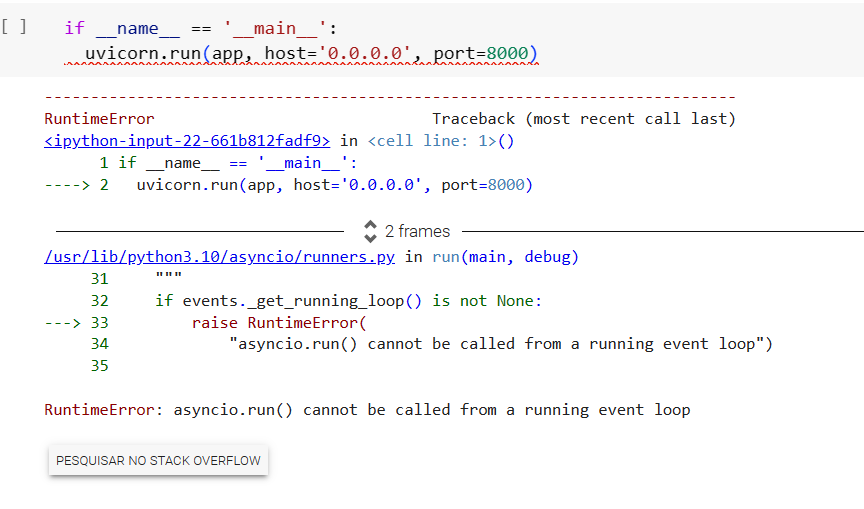 [ ] if __name__ == '__main__':
uvicorn.run(app, host='0.0.0.0', port=8000)
---------------------------------------------------------------------------
RuntimeError Traceback (most recent call last)
<ipython-input-22-661b812fadf9> in <cell line: 1>()
1 if __name__ == '__main__':
----> 2 uvicorn.run(app, host='0.0.0.0', port=8000)
2 frames
/usr/lib/python3.10/asyncio/runners.py in run(main, debug)
31 """
32 if events._get_running_loop() is not None:
---> 33 raise RuntimeError(
34 "asyncio.run() cannot be called from a running event loop")
35
RuntimeError: asyncio.run() cannot be called from a running event loop
PESQUISAR NO STACK OVERFLOW